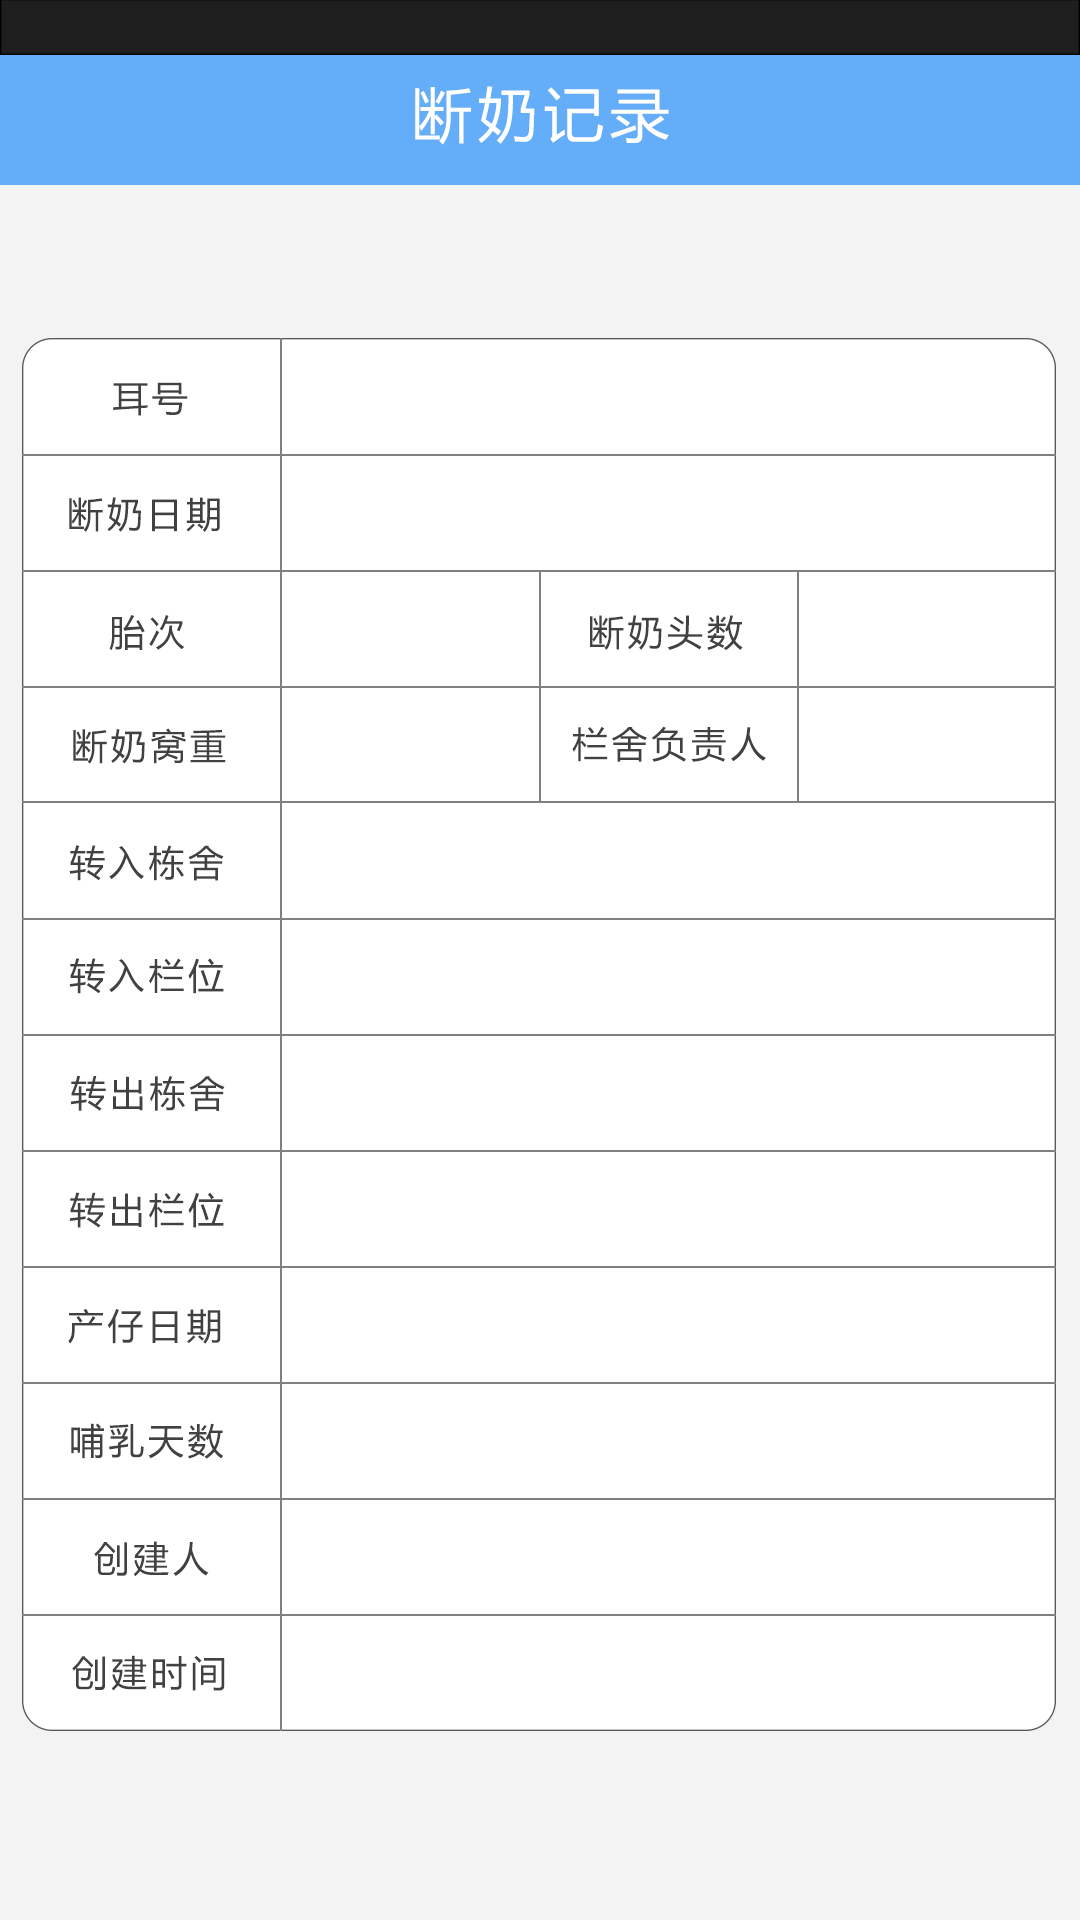 断奶记录
耳号
断奶日期
胎次 断奶头数
断奶窝重 栏舍负责人
转入栋舍
转入栏位
转出栋舍
转出栏位
产仔日期
哺乳天数
创建人
创建时间